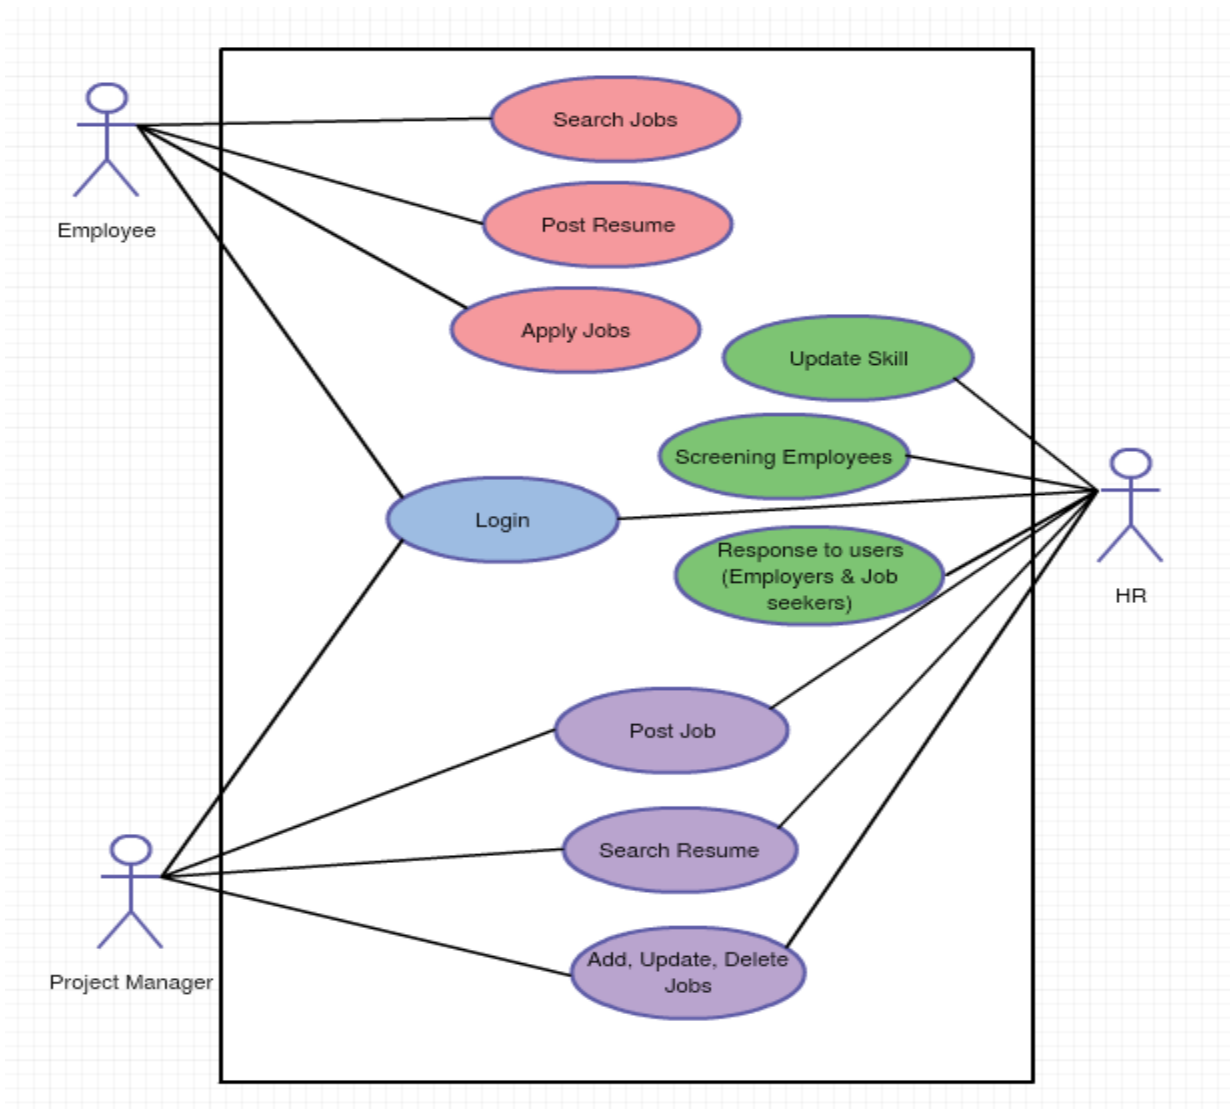 Search Jobs
Post Resume
Employee
Apply Jobs
Update Skill
Screening Employees
Login
Response to users
(Employers & Job
seekers)
HR
Post Job
Search Resume
Add, Update, Delete
Jobs
Project Manager